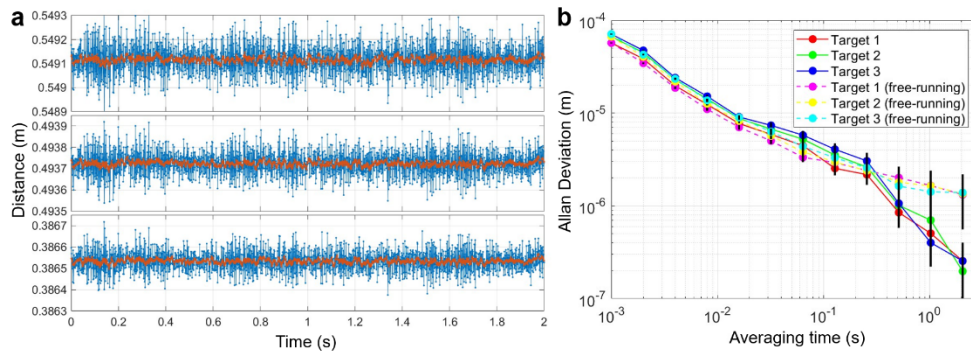 a
0.5493
0.5492
0.5491
0.549
0.5489
0.4939
0.4938
0.4937
0.4936
0.4935
0.3867
0.3866
0.3865
0.3864
0.3863
Distance (m)
0 0.2 0.4 0.6 0.8 1 1.2 1.4 1.6 1.8 2
Time (s)
b
10-4
10-5
10-6
10-7
Allan Deviation (m)
Target 1
Target 2
Target 3
Target 1 (free-running)
Target 2 (free-running)
Target 3 (free-running)
10-3 10-2 10-1 100
Averaging time (s)